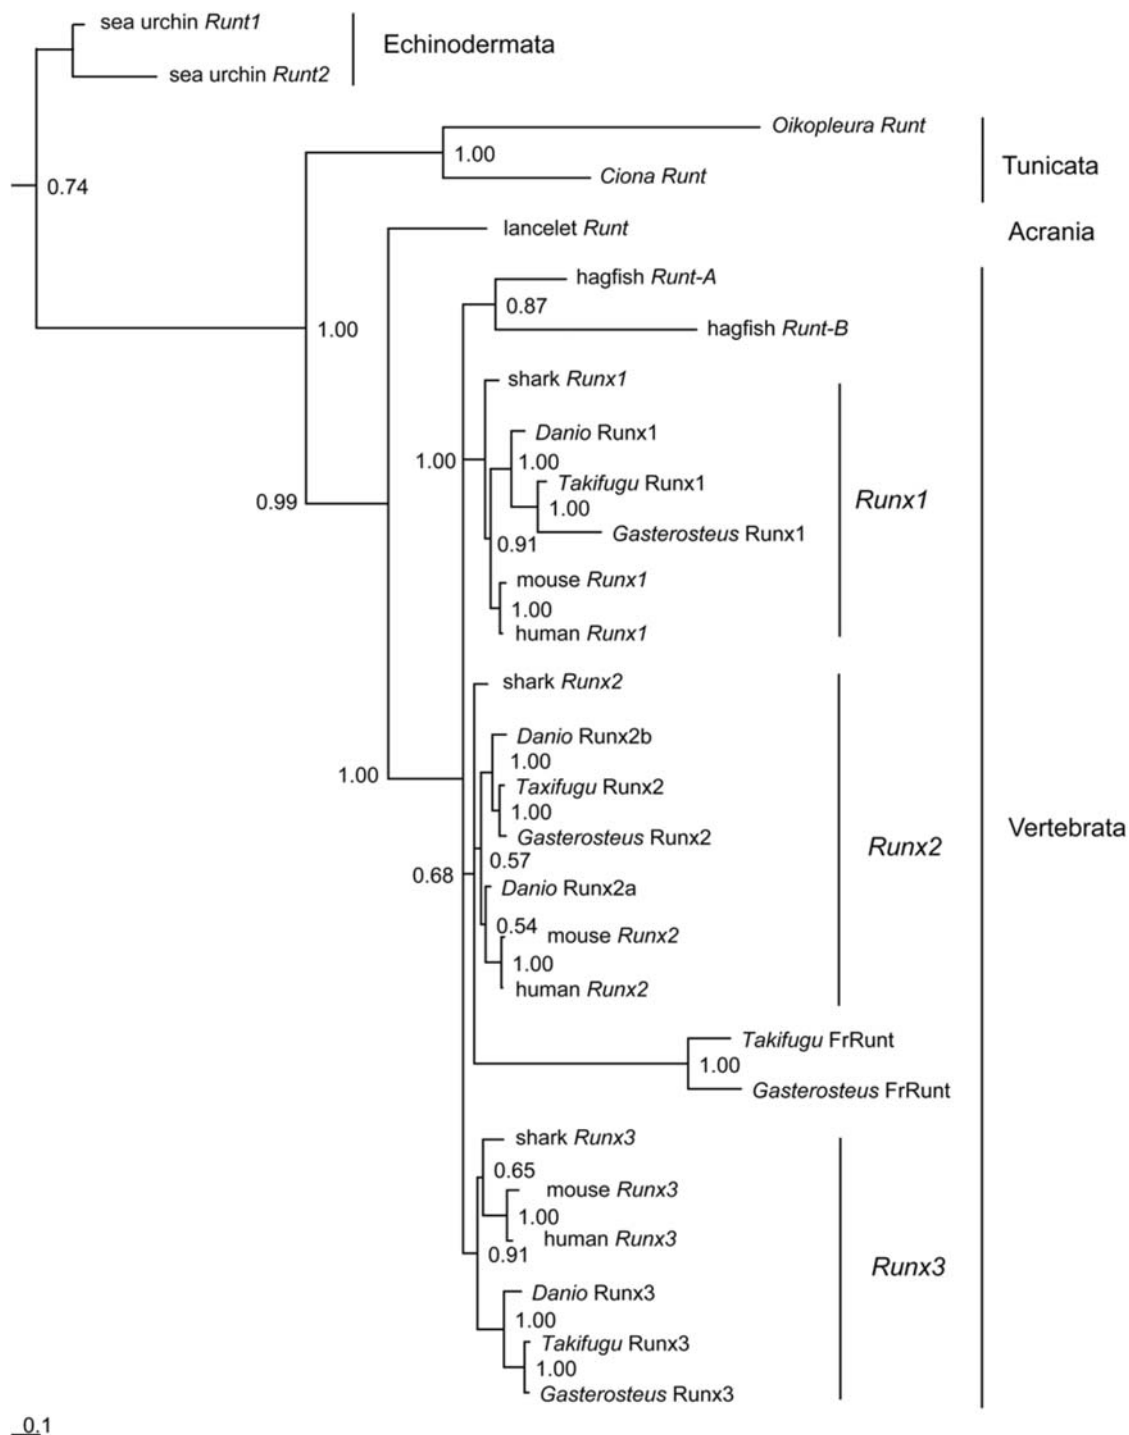 sea urchin Runt1
Echinodermata
sea urchin Runt2
Oikopleura Runt
1.00
Tunicata
0.74
Ciona Runt
lancelet Runt
Acrania
hagfish Runt-A
0.87
1.00
hagfish Runt-B
shark Runx1
Danio Runx1
1.00
1.00
Takifugu Runx1
0.99
1.00
Runx1
Gasterosteus Runx1
0.91
mouse Runx1
1.00
human Runx1
shark Runx2
Danio Runx2b
1.00
1.00
Taxifugu Runx2
1.00
Vertebrata
Gasterosteus Runx2
Runx2
0.57
0.68
Danio Runx2a
0.54
mouse Runx2
1.00
human Runx2
Takifugu FrRunt
1.00
Gasterosteus FrRunt
shark Runx3
0.65
mouse Runx3
1.00
human Runx3
0.91
Runx3
Danio Runx3
1.00
Takifugu Runx3
1.00
Gasterosteus Runx3
0.1